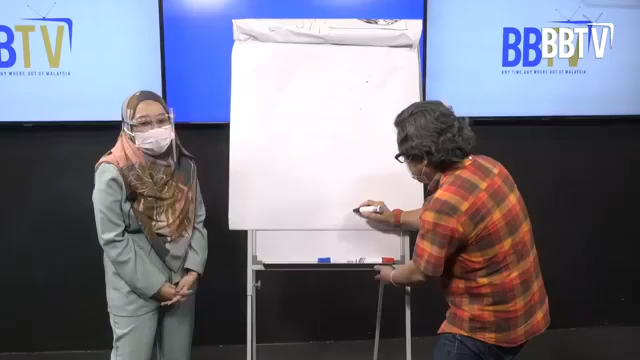 BBTV
ANY WHERE OUT OF MALAYSIA
BBTV
BBTV
ANY TIME, ANY WHERE OUT OF MALAYSIA